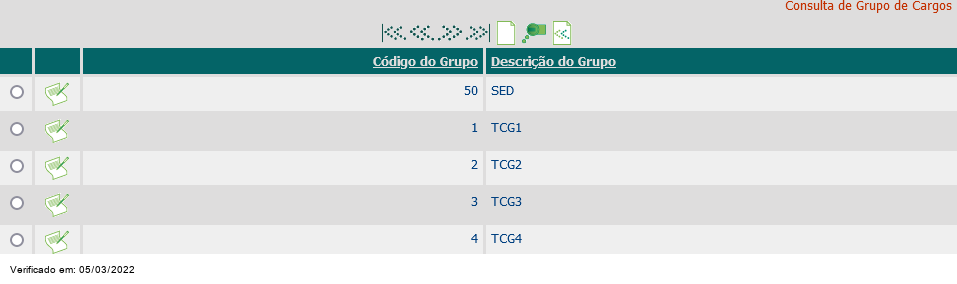 Consulta de Grupo de Cargos
Código do Grupo Descrição do Grupo
50 SED
1 TCG1
2 TCG2
3 TCG3
4 TCG4
Verificado em: 05/03/2022